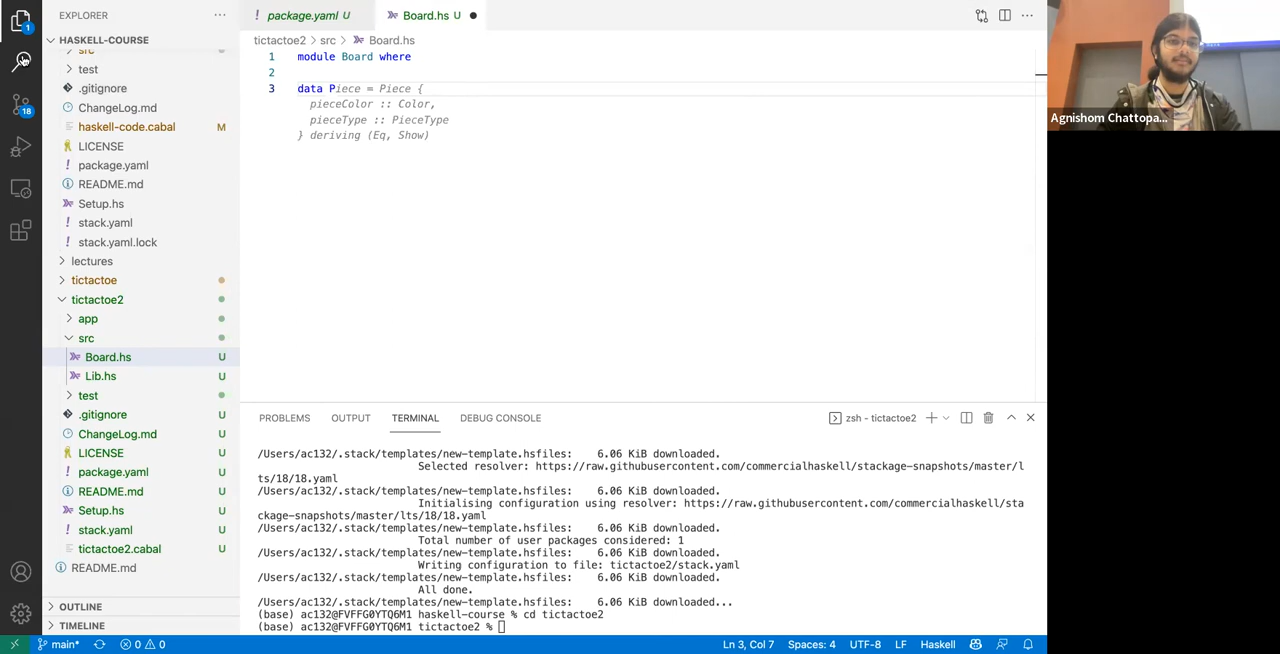 EXPLORER
HASKELL-COURSE
src
test
.gitignore
ChangeLog.md
haskell-code.cabal M
LICENSE
package.yaml
README.md
Setup.hs
stack.yaml
stack.yaml.lock
lectures
tictactoe
tictactoe2
app
src
Board.hs U
Lib.hs U
test
.gitignore U
ChangeLog.md U
LICENSE U
package.yaml U
README.md U
Setup.hs U
stack.yaml U
tictactoe2.cabal U
README.md
OUTLINE
TIMELINE
1
18
package.yaml U
Board.hs U
tictactoe2 > src > Board.hs
1 module Board where
2
3 data Piece = Piece {
pieceColor :: Color,
pieceType :: PieceType
} deriving (Eq, Show)
PROBLEMS OUTPUT TERMINAL DEBUG CONSOLE
zsh - tictactoe2
/Users/ac132/.stack/templates/new-template.hsfiles: 6.06 KiB downloaded.
Selected resolver: https://raw.githubusercontent.com/commercialhaskell/stackage-snapshots/master/l
ts/18/18.yaml
/Users/ac132/.stack/templates/new-template.hsfiles: 6.06 KiB downloaded.
Initialising configuration using resolver: https://raw.githubusercontent.com/commercialhaskell/sta
ckage-snapshots/master/lts/18/18.yaml
/Users/ac132/.stack/templates/new-template.hsfiles: 6.06 KiB downloaded.
Total number of user packages considered: 1
/Users/ac132/.stack/templates/new-template.hsfiles: 6.06 KiB downloaded.
Writing configuration to file: tictactoe2/stack.yaml
/Users/ac132/.stack/templates/new-template.hsfiles: 6.06 KiB downloaded.
All done.
/Users/ac132/.stack/templates/new-template.hsfiles: 6.06 KiB downloaded...
(base) ac132@FVFFG0YTQ6M1 haskell-course % cd tictactoe2
(base) ac132@FVFFG0YTQ6M1 tictactoe2 %
main* 0 0 Ln 3, Col 7 Spaces: 4 UTF-8 LF Haskell
Agnishom Chattopa...